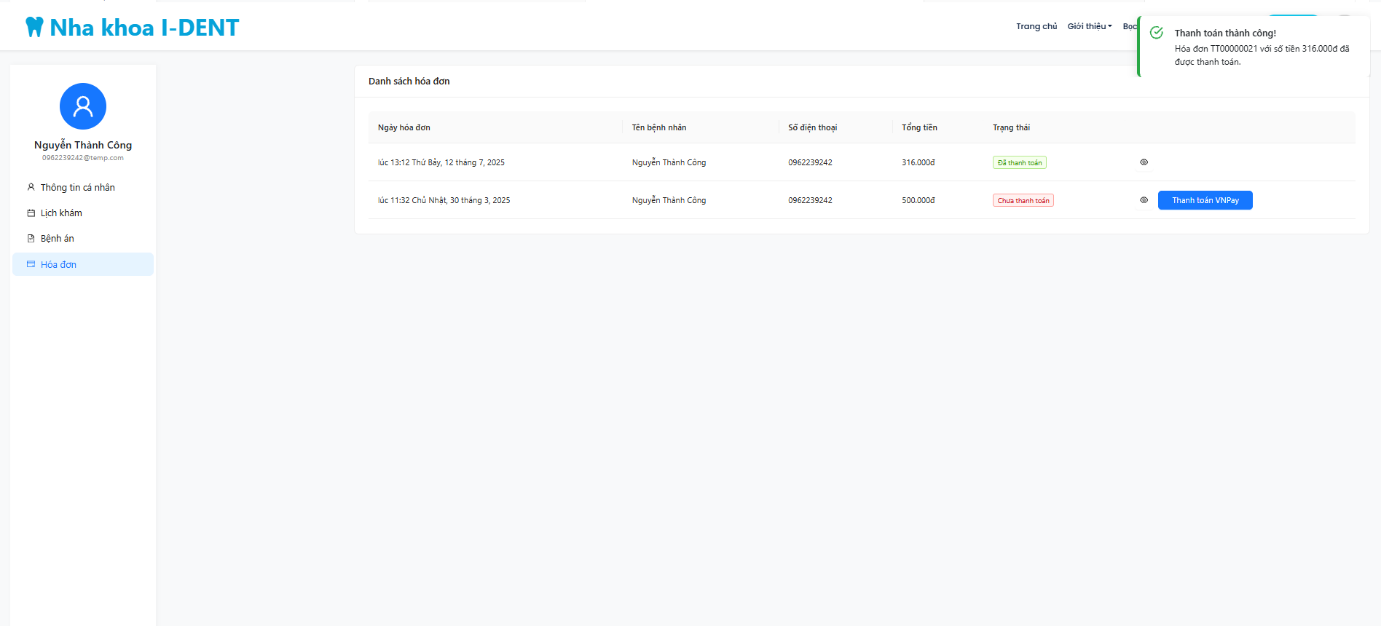 Nha khoa I-DENT
Trang chủ Giới thiệu
Thanh toán thành công!
Hóa đơn TT00000021 với số tiền 316.000đ đã
được thanh toán.
Nguyễn Thành Công
0962239242@temp.com
Thông tin cá nhân
Lịch khám
Bệnh án
Hóa đơn
Danh sách hóa đơn
Ngày hóa đơn Tên bệnh nhân Số điện thoại Tổng tiền Trạng thái
lúc 13:12 Thứ Bảy, 12 tháng 7, 2025 Nguyễn Thành Công 0962239242 316.000đ Đã thanh toán
lúc 11:32 Chủ Nhật, 30 tháng 3, 2025 Nguyễn Thành Công 0962239242 500.000đ Chưa thanh toán Thanh toán VNPay